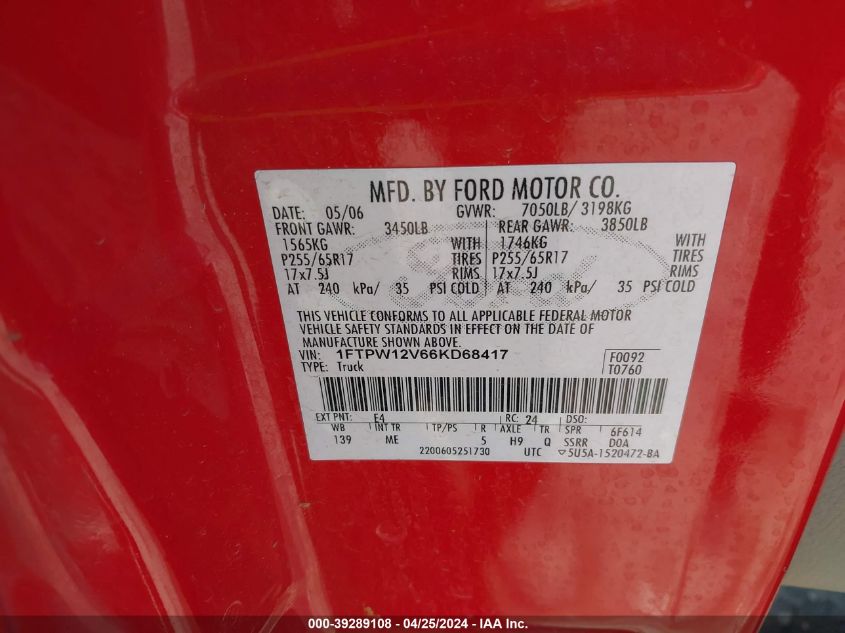 MFD. BY FORD MOTOR CO.
DATE: 05/06 GVWR: 7050LB/ 3198KG
FRONT GAWR: 3450LB REAR GAWR: 3850LB
1565KG WITH 1746KG WITH
P255/65R17 TIRES P255/65R17 TIRES
17x7.5J RIMS 17x7.5J RIMS
AT 240 kPa/ 35 PSI COLD AT 240 kPa/ 35 PSI COLD
Ford
THIS VEHICLE CONFORMS TO ALL APPLICABLE FEDERAL MOTOR
VEHICLE SAFETY STANDARDS IN EFFECT ON THE DATE OF
MANUFACTURE SHOWN ABOVE.
VIN: 1FTPW12V66KD68417 F0092
TYPE: Truck T0760
EXT PNT: E4 RC: 24 DSO:
WB INT TR TP/PS R AXLE TR SPR 6F614
139 ME 5 H9 Q SSRR DOA
2200605251730 UTC ▽5U5A-1520472-BA
000-39289108 - 04/25/2024 - IAA Inc.